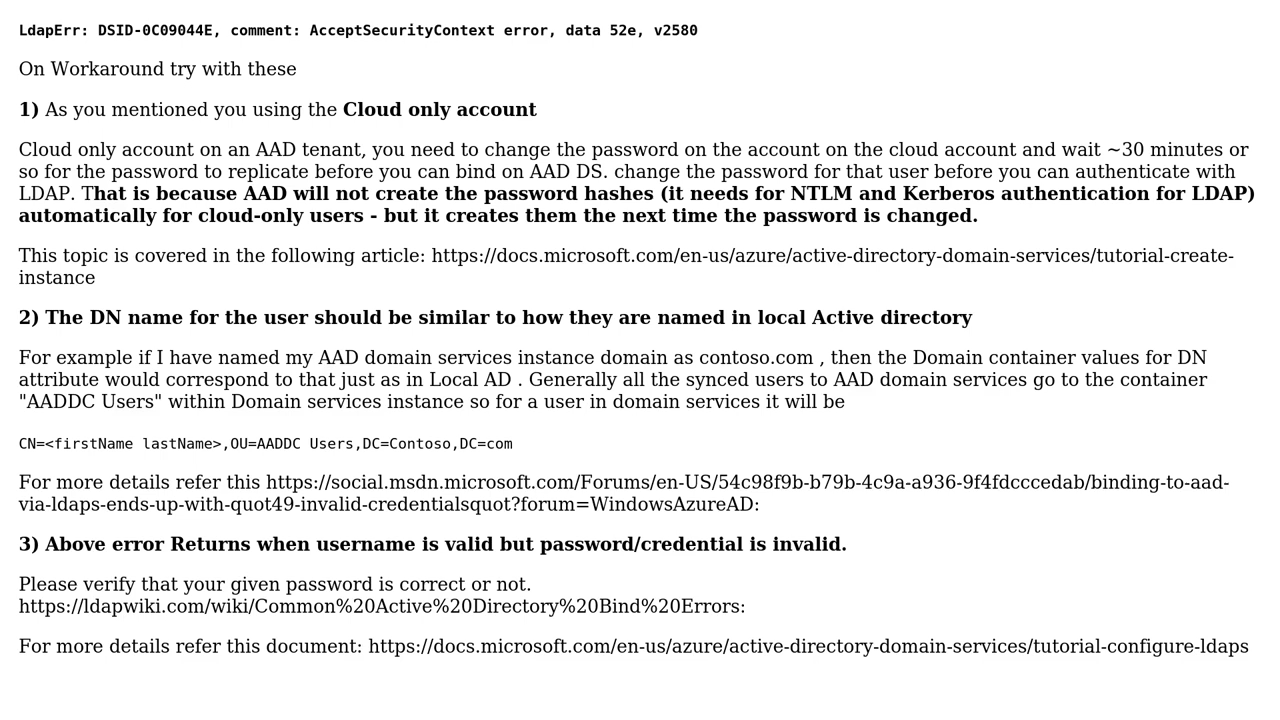 LdapErr: DSID-0C09044E, comment: AcceptSecurityContext error, data 52e, v2580
On Workaround try with these
1) As you mentioned you using the Cloud only account
Cloud only account on an AAD tenant, you need to change the password on the account on the cloud account and wait ~30 minutes or
so for the password to replicate before you can bind on AAD DS. change the password for that user before you can authenticate with
LDAP. That is because AAD will not create the password hashes (it needs for NTLM and Kerberos authentication for LDAP)
automatically for cloud-only users - but it creates them the next time the password is changed.
This topic is covered in the following article: https://docs.microsoft.com/en-us/azure/active-directory-domain-services/tutorial-create-
instance
2) The DN name for the user should be similar to how they are named in local Active directory
For example if I have named my AAD domain services instance domain as contoso.com , then the Domain container values for DN
attribute would correspond to that just as in Local AD . Generally all the synced users to AAD domain services go to the container
"AADDC Users" within Domain services instance so for a user in domain services it will be
CN=<firstName lastName>,OU=AADDC Users,DC=Contoso,DC=com
For more details refer this https://social.msdn.microsoft.com/Forums/en-US/54c98f9b-b79b-4c9a-a936-9f4fdcccedab/binding-to-aad-
via-ldaps-ends-up-with-quot49-invalid-credentialsquot?forum=WindowsAzureAD:
3) Above error Returns when username is valid but password/credential is invalid.
Please verify that your given password is correct or not.
https://ldapwiki.com/wiki/Common%20Active%20Directory%20Bind%20Errors:
For more details refer this document: https://docs.microsoft.com/en-us/azure/active-directory-domain-services/tutorial-configure-ldaps